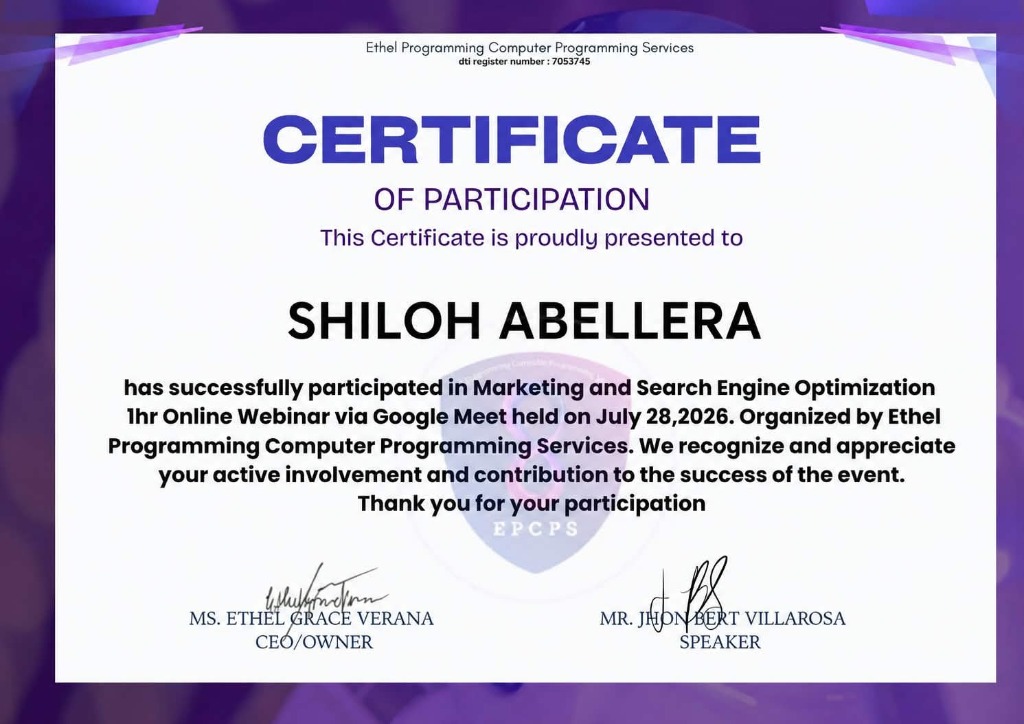 Ethel Programming Computer Programming Services
dti register number : 7053745
CERTIFICATE
OF PARTICIPATION
This Certificate is proudly presented to
SHILOH ABELLERA
has successfully participated in Marketing and Search Engine Optimization
1hr Online Webinar via Google Meet held on July 28,2026. Organized by Ethel
Programming Computer Programming Services. We recognize and appreciate
your active involvement and contribution to the success of the event.
Thank you for your participation
EPCPS
MS. ETHEL GRACE VERANA
CEO/OWNER
MR. JHON BERT VILLAROSA
SPEAKER